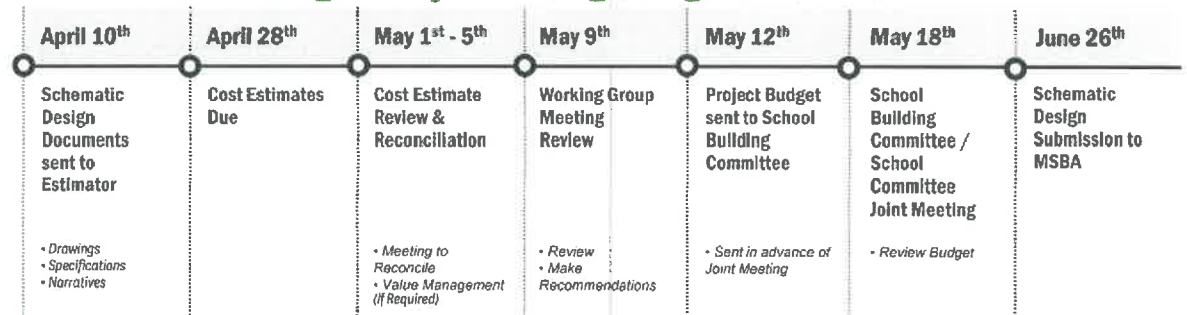 April 10th
Schematic
Design
Documents
sent to
Estimator
• Drawings
• Specifications
• Narratives
April 28th
Cost Estimates
Due
May 1st - 5th
Cost Estimate
Review &
Reconciliation
• Meeting to
Reconcile
• Value Management
(If Required)
May 9th
Working Group
Meeting
Review
• Review
• Make
Recommendations
May 12th
Project Budget
sent to School
Building
Committee
• Sent in advance of
Joint Meeting
May 18th
School
Building
Committee /
School
Committee
Joint Meeting
• Review Budget
June 26th
Schematic
Design
Submission to
MSBA